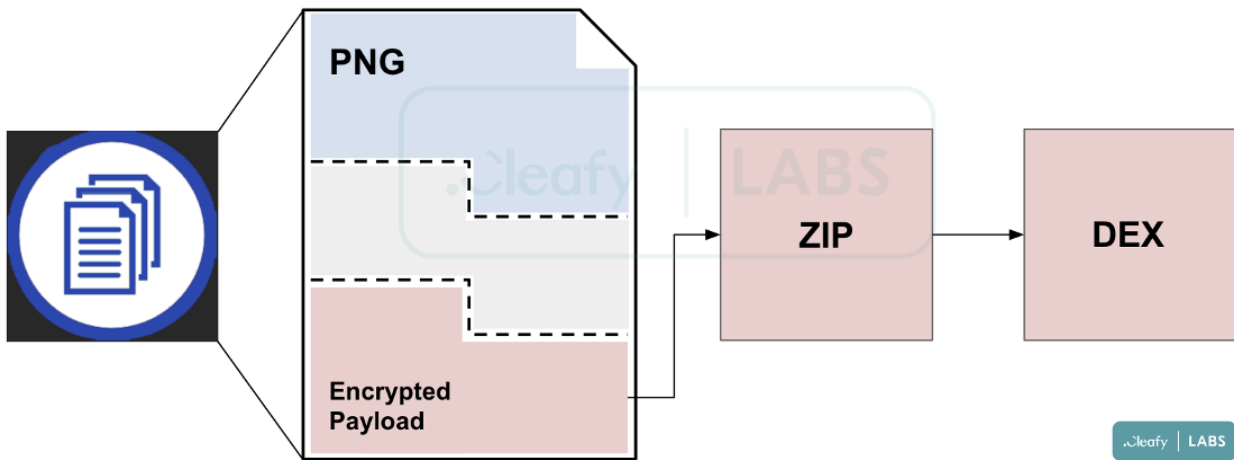 PNG
.Cleafy | LABS
ZIP
DEX
Encrypted
Payload
.Cleafy | LABS